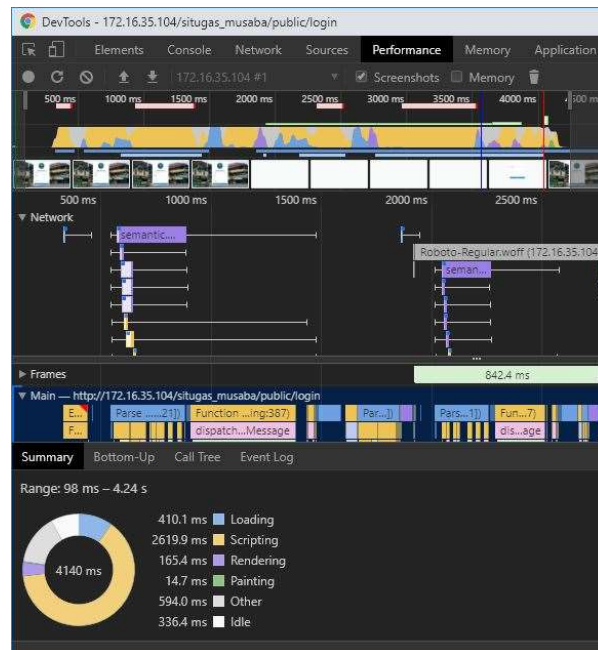 DevTools - 172.16.35.104/situgas_musaba/public/login
Elements Console Network Sources Performance Memory Application
172.16.35.104 #1 Screenshots Memory
500 ms 1000 ms 1500 ms 2000 ms 2500 ms 3000 ms 3500 ms 4000 ms 500 ms
500 ms 1000 ms 1500 ms 2000 ms 2500 ms
Network
semantic....
Roboto-Regular.woff (172.16.35.104
seman...
...
Frames 842.4 ms
Main — http://172.16.35.104/situgas_musaba/public/login
E... Parse ......21]) Function ...ing:387) Par...]) Pars...1]) Fun...7)
F... dispatch...Message dis...age
Summary Bottom-Up Call Tree Event Log
Range: 98 ms – 4.24 s
410.1 ms Loading
2619.9 ms Scripting
165.4 ms Rendering
4140 ms
14.7 ms Painting
594.0 ms Other
336.4 ms Idle